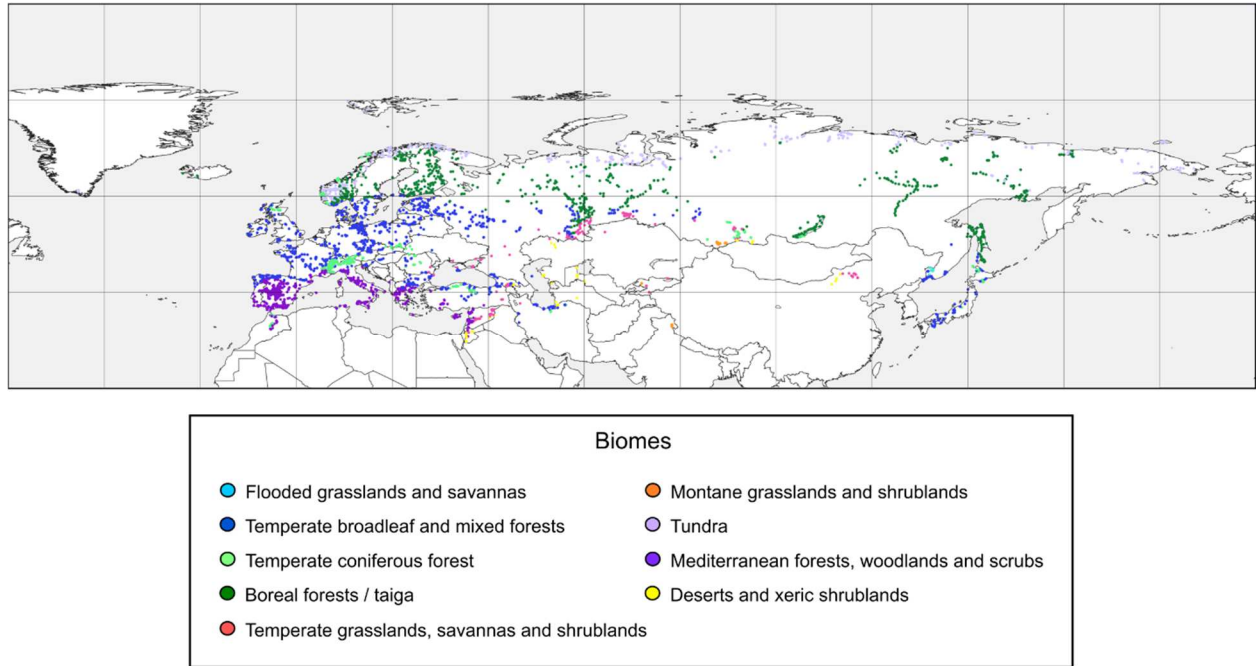 Biomes
Flooded grasslands and savannas
Temperate broadleaf and mixed forests
Temperate coniferous forest
Boreal forests / taiga
Temperate grasslands, savannas and shrublands
Montane grasslands and shrublands
Tundra
Mediterranean forests, woodlands and scrubs
Deserts and xeric shrublands